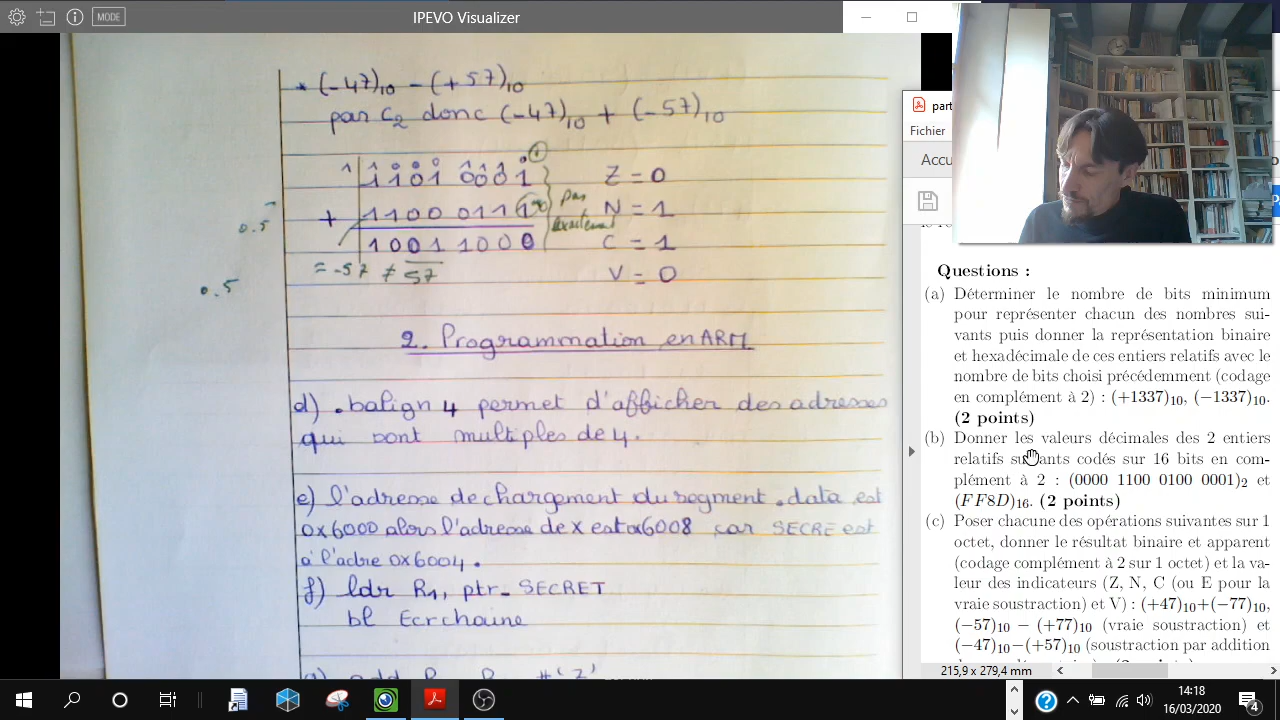 IPEVO Visualizer
MODE
* (-47)₁₀ - (+57)₁₀
par C₂ donc (-47)₁₀ + (-57)₁₀
1101 0001
+ 1100 0111
1001 1000
Z = 0
N = 1
C = 1
V = 0
pas
exactement
0.5
= -57 ≠ 57
0.5
2. Programmation en ARM
d) .balign 4 permet d'afficher des adresses
qui sont multiples de 4.
e) l'adresse de chargement du segment .data est
0x6000 alors l'adresse de x est 0x6008 car SECRE est
à l'adre 0x6004.
f) ldr R1, ptr_SECRET
bl Ecrchaine
part
Fichier
Accu
Questions :
(a) Déterminer le nombre de bits minimum
pour représenter chacun des nombres sui-
vants puis donner la représentation binaire
et hexadécimale de ces entiers relatifs avec le
nombre de bits choisi précédemment (codage
en complément à 2) : (+1337)₁₀, (−1337)₁₀.
(2 points)
(b) Donner les valeurs décimales des 2 entiers
relatifs suivants codés sur 16 bits en com-
plément à 2 : (0000 1100 0100 0001)₂ et
(FF8D)₁₆. (2 points)
(c) Poser chacune des opérations suivantes sur 1
octet, donner le résultat binaire et apparent
(codage complément à 2 sur 1 octet) et la va-
leur des indicateurs (Z, N, C (ou E pour la
vraie soustraction) et V) : (+47)₁₀+(−77)₁₀,
(−57)₁₀ − (+77)₁₀ (vraie soustraction) et
(−47)₁₀−(+57)₁₀ (soustraction par addition
215,9 x 279,4 mm
14:18
16/03/2020
4